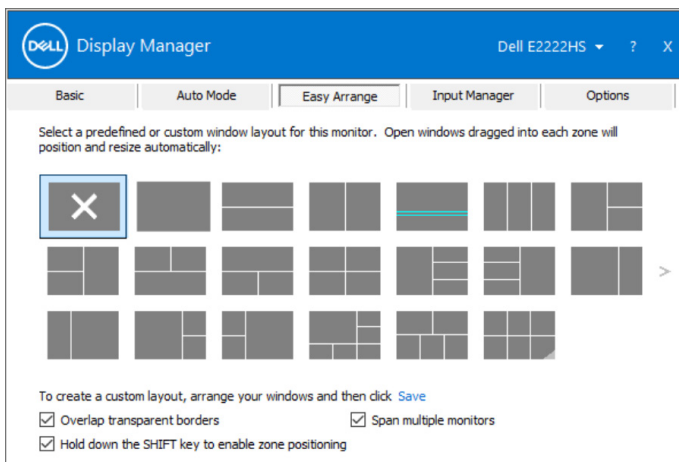 DELL Display Manager Dell E2222HS ? X
Basic Auto Mode Easy Arrange Input Manager Options
Select a predefined or custom window layout for this monitor. Open windows dragged into each zone will
position and resize automatically:
>
To create a custom layout, arrange your windows and then click Save
Overlap transparent borders Span multiple monitors
Hold down the SHIFT key to enable zone positioning